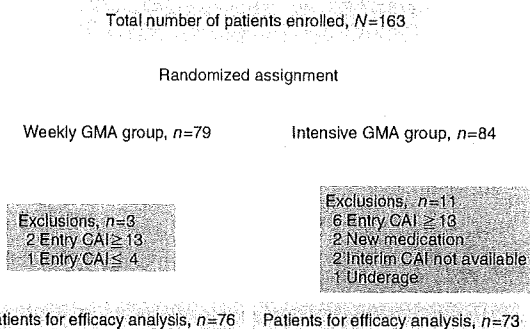 Total number of patients enrolled, N=163
Randomized assignment
Weekly GMA group, n=79
Intensive GMA group, n=84
Exclusions, n=3
2 Entry CAI≥13
1 Entry CAI≤ 4
Exclusions, n=11
6 Entry CAI ≥13
2 New medication
2 Interim CAI not available
1 Underage
atients for efficacy analysis, n=76
Patients for efficacy analysis, n=73